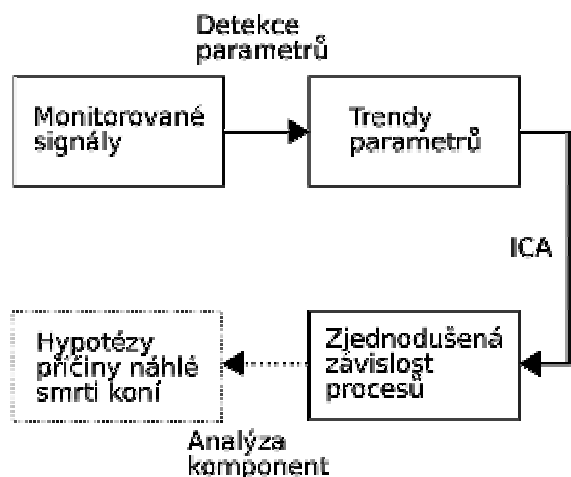 Detekce
parametrů
Monitorované
signály
Trendy
parametrů
ICA
Zjednodušená
závislost
procesů
Hypotézy
příčiny náhlé
smrti koní
Analýza
komponent